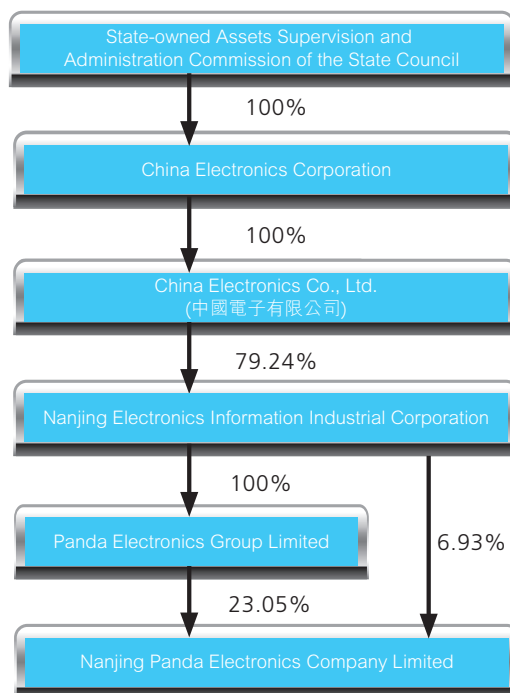 State-owned Assets Supervision and
Administration Commission of the State Council
100%
China Electronics Corporation
100%
China Electronics Co., Ltd.
(中國電子有限公司)
79.24%
Nanjing Electronics Information Industrial Corporation
100%
Panda Electronics Group Limited
6.93%
23.05%
Nanjing Panda Electronics Company Limited